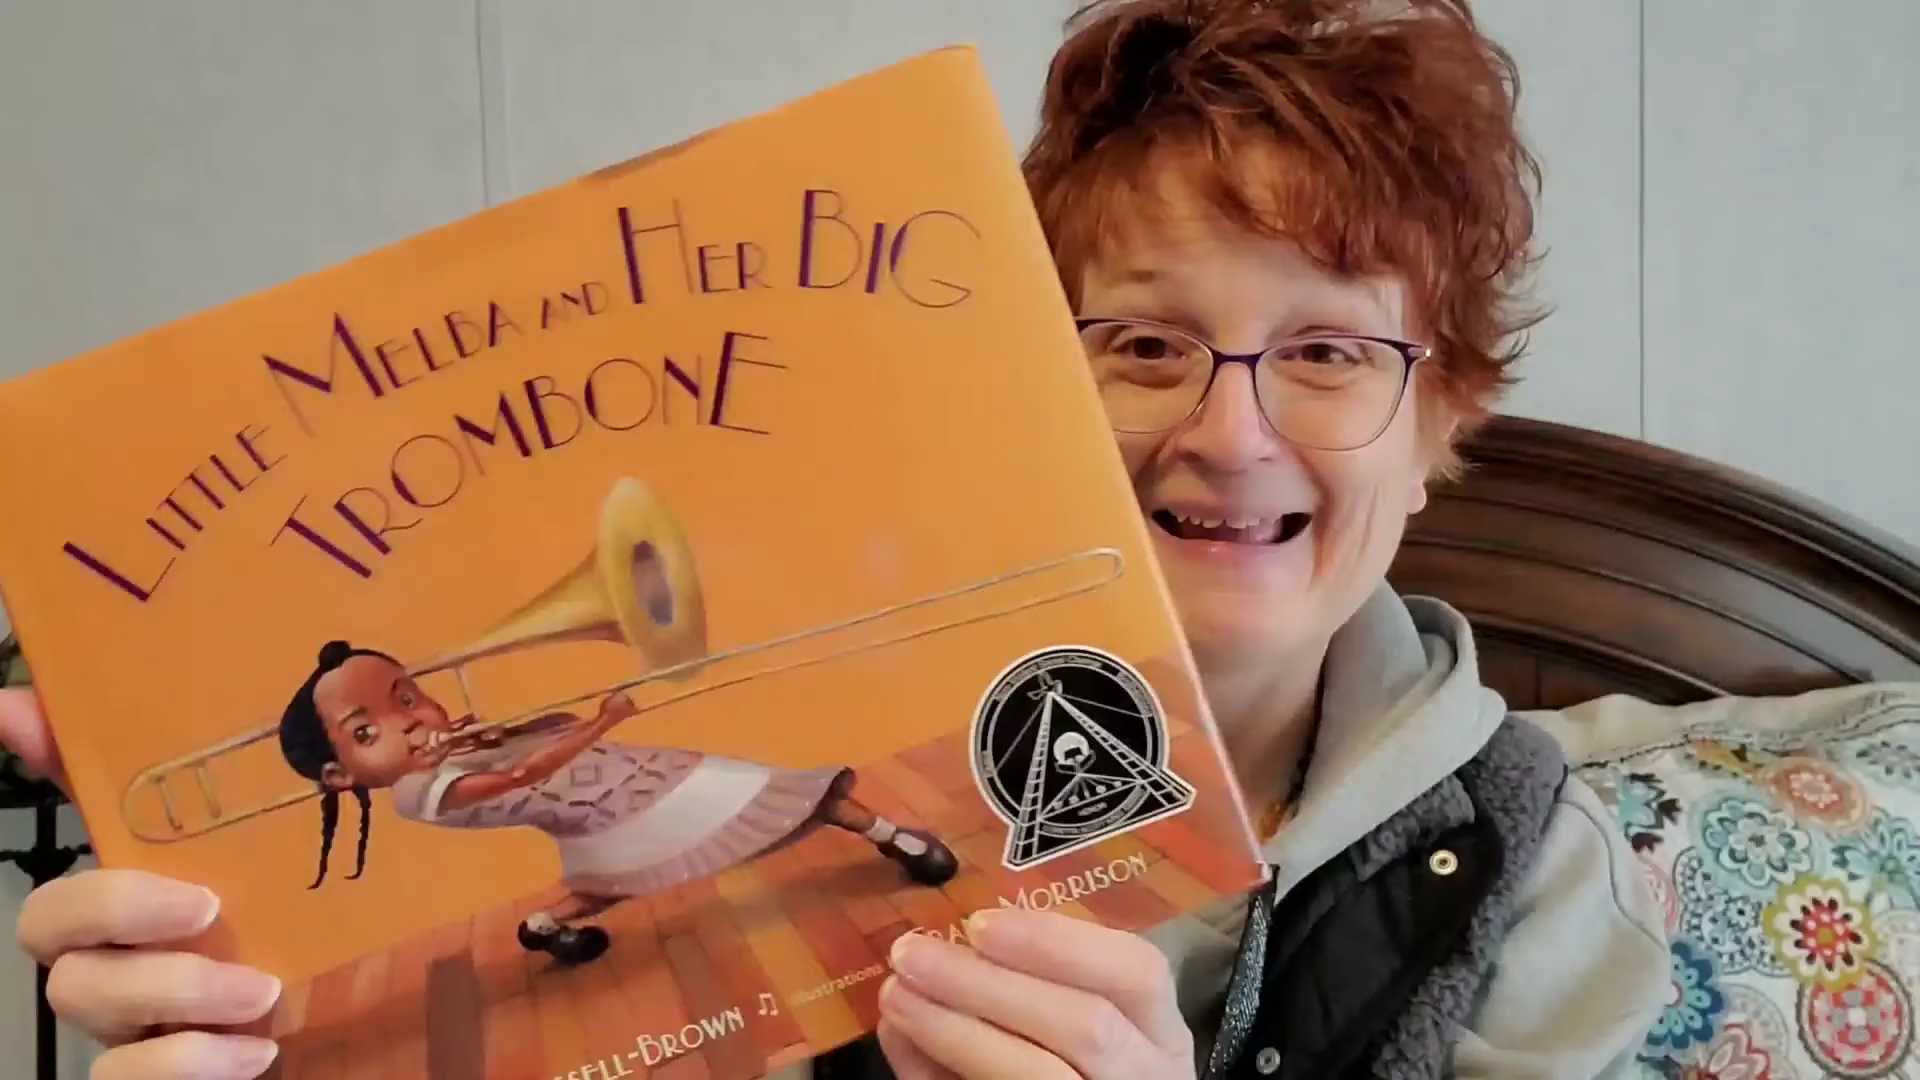 LITTLE MELBA AND HER BIG
TROMBONE
MORRISON
-BROWN ♫ illustrations